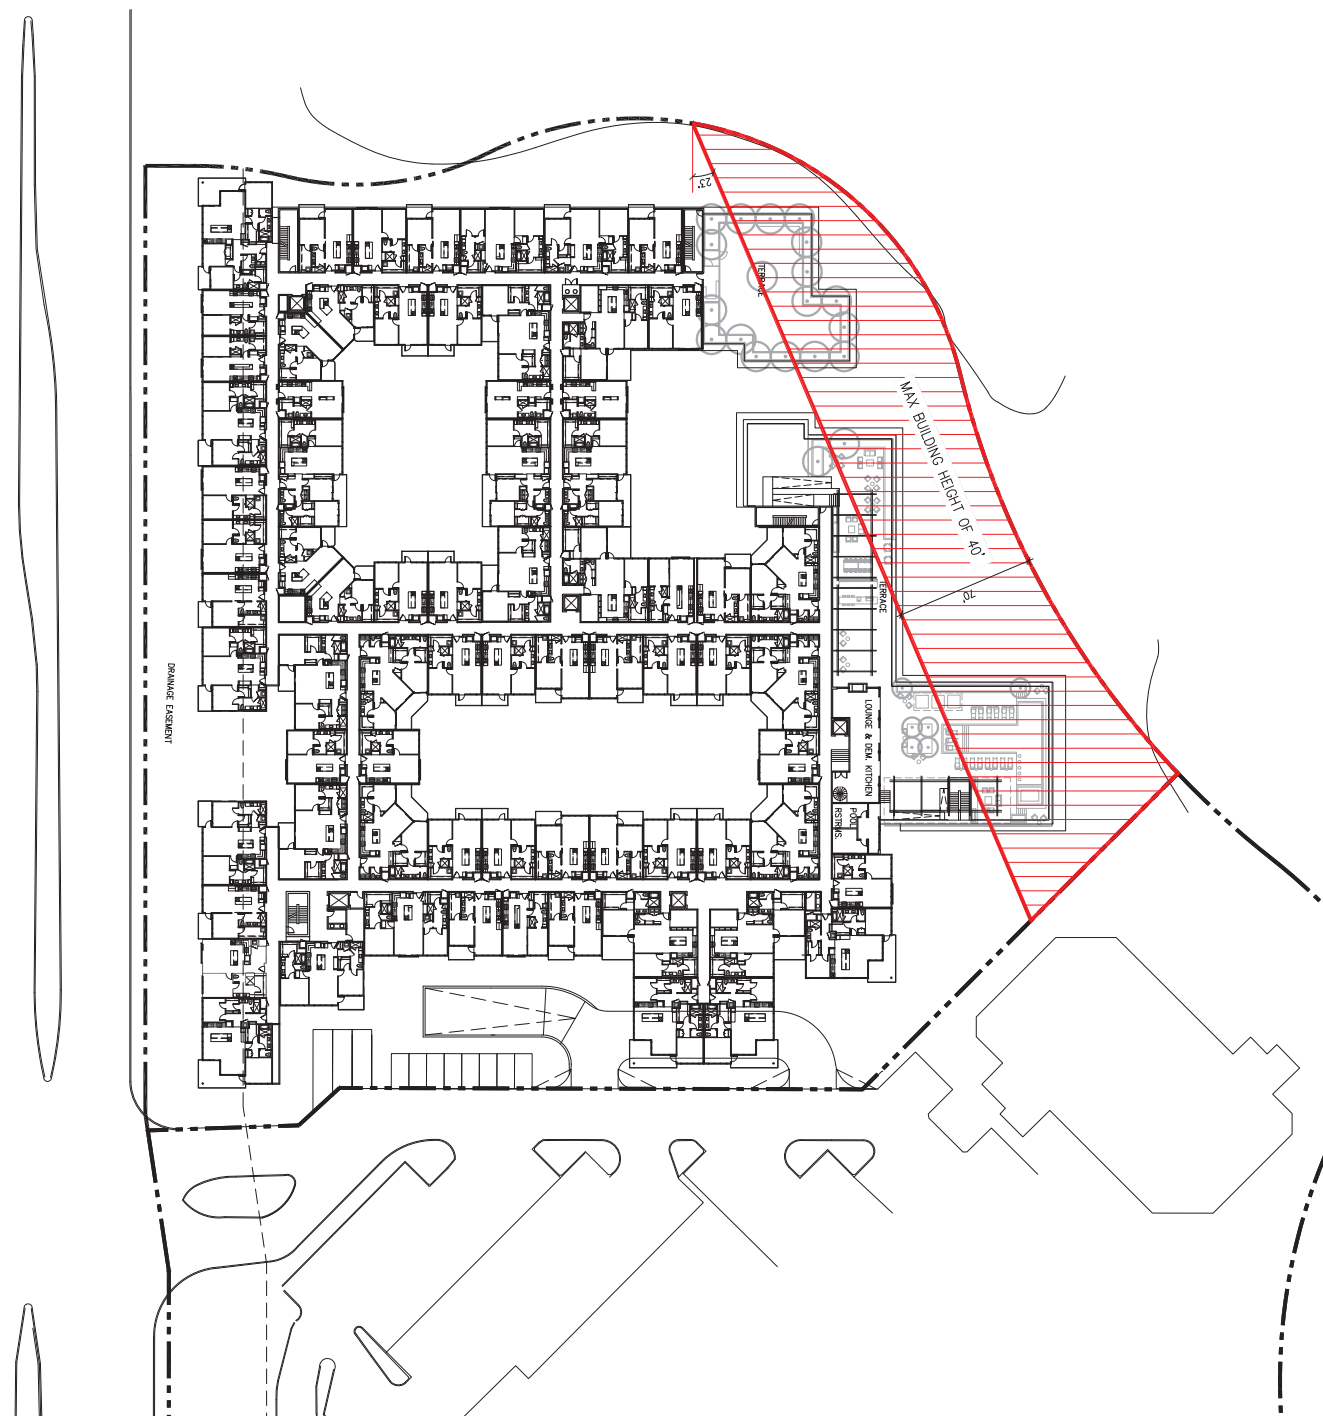 23°
TERRACE
MAX BUILDING HEIGHT OF 40'
70'
TERRACE
DRAINAGE EASEMENT
LOUNGE & DEM. KITCHEN
POOL
RSTRMS.